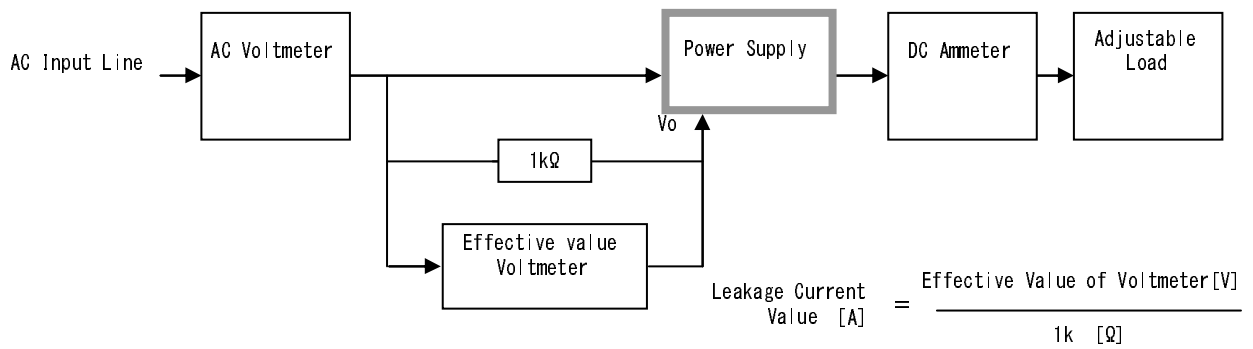 AC Input Line
AC Voltmeter
Power Supply
DC Ammeter
Adjustable
Load
Vo
1kΩ
Effective value
Voltmeter
Leakage Current
Value [A]
=
Effective Value of Voltmeter[V]
1k [Ω]